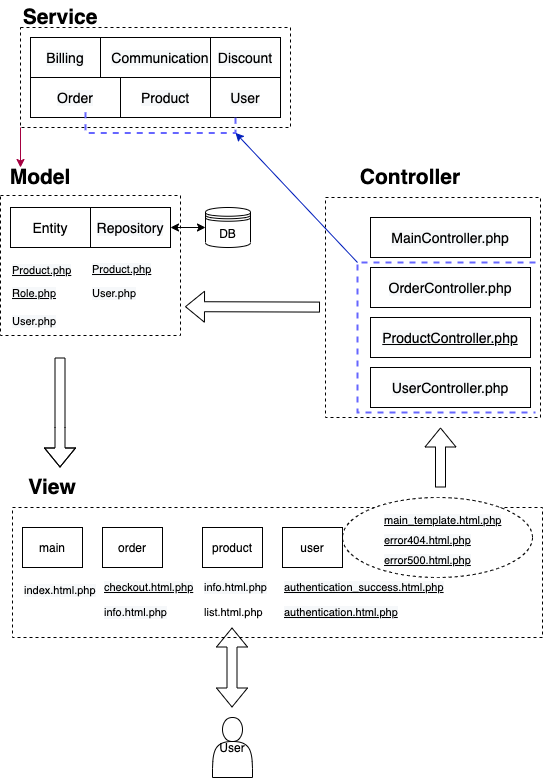 Service
Billing Communication Discount
Order Product User
Model
Controller
Entity Repository
DB
MainController.php
Product.php Product.php
Role.php User.php
User.php
OrderController.php
ProductController.php
UserController.php
View
main_template.html.php
error404.html.php
error500.html.php
main order product user
index.html.php checkout.html.php info.html.php authentication_success.html.php
info.html.php list.html.php authentication.html.php
User